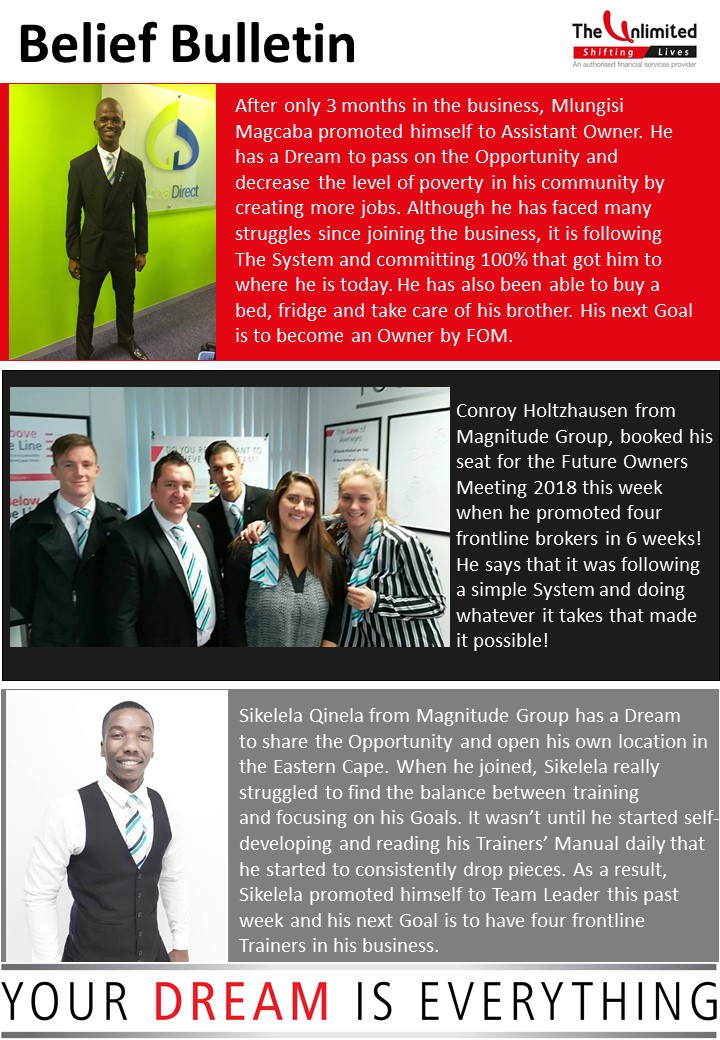 Belief Bulletin
The Unlimited
Shifting Lives
An authorised financial services provider
Direct
After only 3 months in the business, Mlungisi
Magcaba promoted himself to Assistant Owner. He
has a Dream to pass on the Opportunity and
decrease the level of poverty in his community by
creating more jobs. Although he has faced many
struggles since joining the business, it is following
The System and committing 100% that got him to
where he is today. He has also been able to buy a
bed, fridge and take care of his brother. His next Goal
is to become an Owner by FOM.
Conroy Holtzhausen from
Magnitude Group, booked his
seat for the Future Owners
Meeting 2018 this week
when he promoted four
frontline brokers in 6 weeks!
He says that it was following
a simple System and doing
whatever it takes that made
it possible!
The Law of
Averages
Sikelela Qinela from Magnitude Group has a Dream
to share the Opportunity and open his own location in
the Eastern Cape. When he joined, Sikelela really
struggled to find the balance between training
and focusing on his Goals. It wasn’t until he started self-
developing and reading his Trainers’ Manual daily that
he started to consistently drop pieces. As a result,
Sikelela promoted himself to Team Leader this past
week and his next Goal is to have four frontline
Trainers in his business.
YOUR DREAM IS EVERYTHING